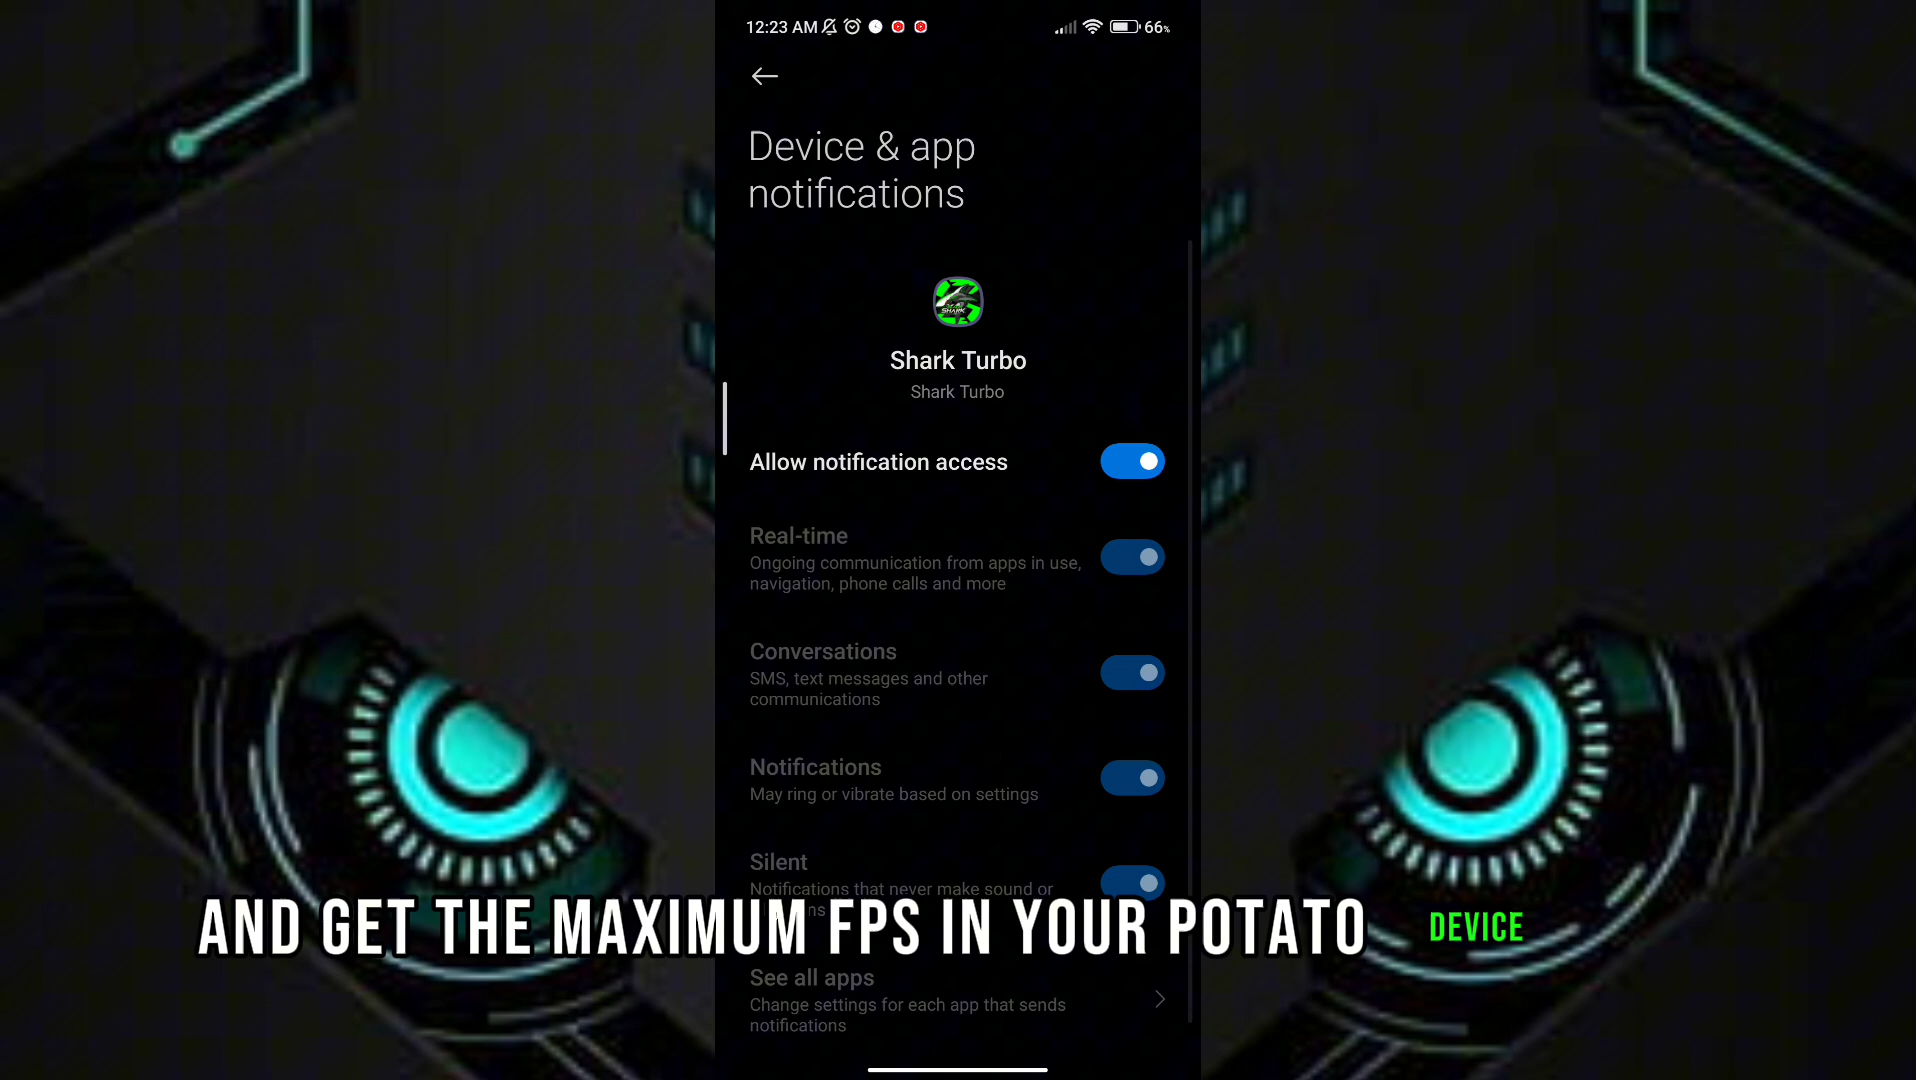 12:23 AM
66%
Device & app
notifications
SHARK
Shark Turbo
Shark Turbo
Allow notification access
Real-time
Ongoing communication from apps in use,
navigation, phone calls and more
Conversations
SMS, text messages and other
communications
Notifications
May ring or vibrate based on settings
Silent
Notifications that never make sound or
AND GET THE MAXIMUM FPS IN YOUR POTATO DEVICE
See all apps
Change settings for each app that sends
notifications